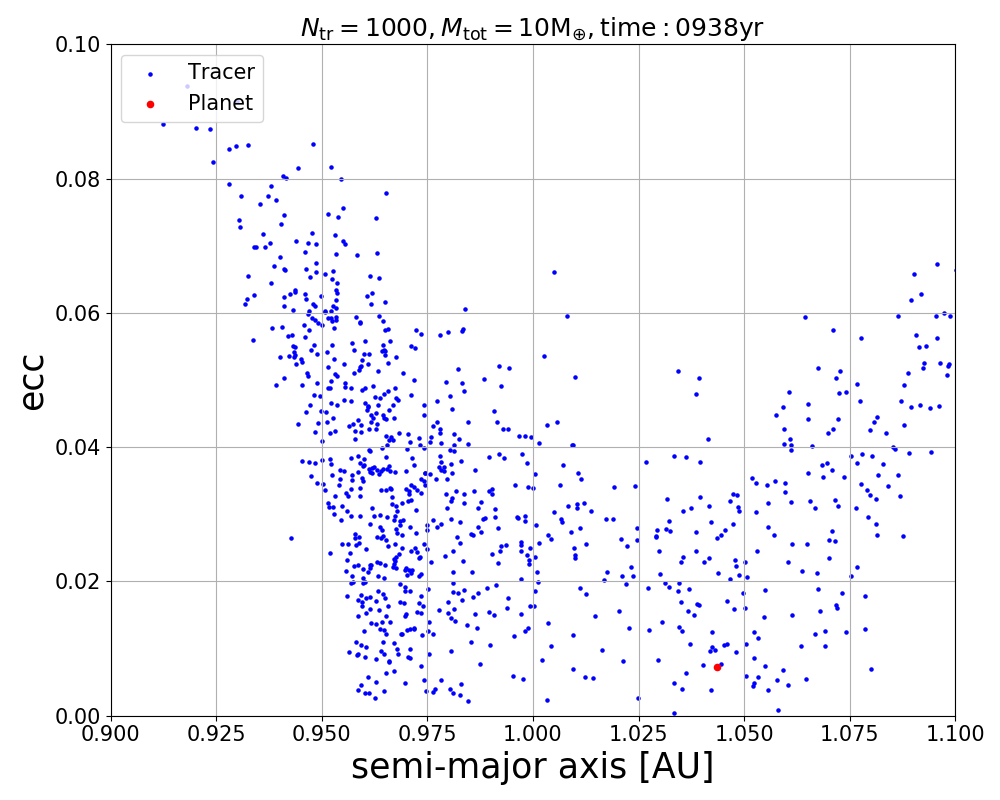 N_tr = 1000, M_tot = 10M_⊕, time : 0938yr
Tracer
Planet
ecc
0.10
0.08
0.06
0.04
0.02
0.00
0.900 0.925 0.950 0.975 1.000 1.025 1.050 1.075 1.100
semi-major axis [AU]